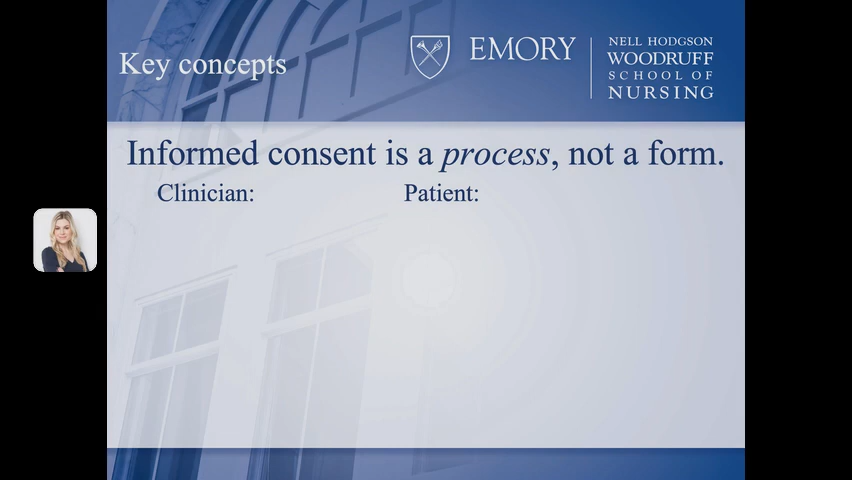 Key concepts
EMORY
NELL HODGSON
WOODRUFF
SCHOOL OF
NURSING
Informed consent is a process, not a form.
Clinician: Patient: